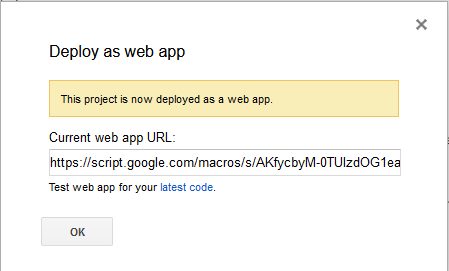 Deploy as web app
This project is now deployed as a web app.
Current web app URL:
https://script.google.com/macros/s/AKfycbyM-0TUlzdOG1ea
Test web app for your latest code.
OK